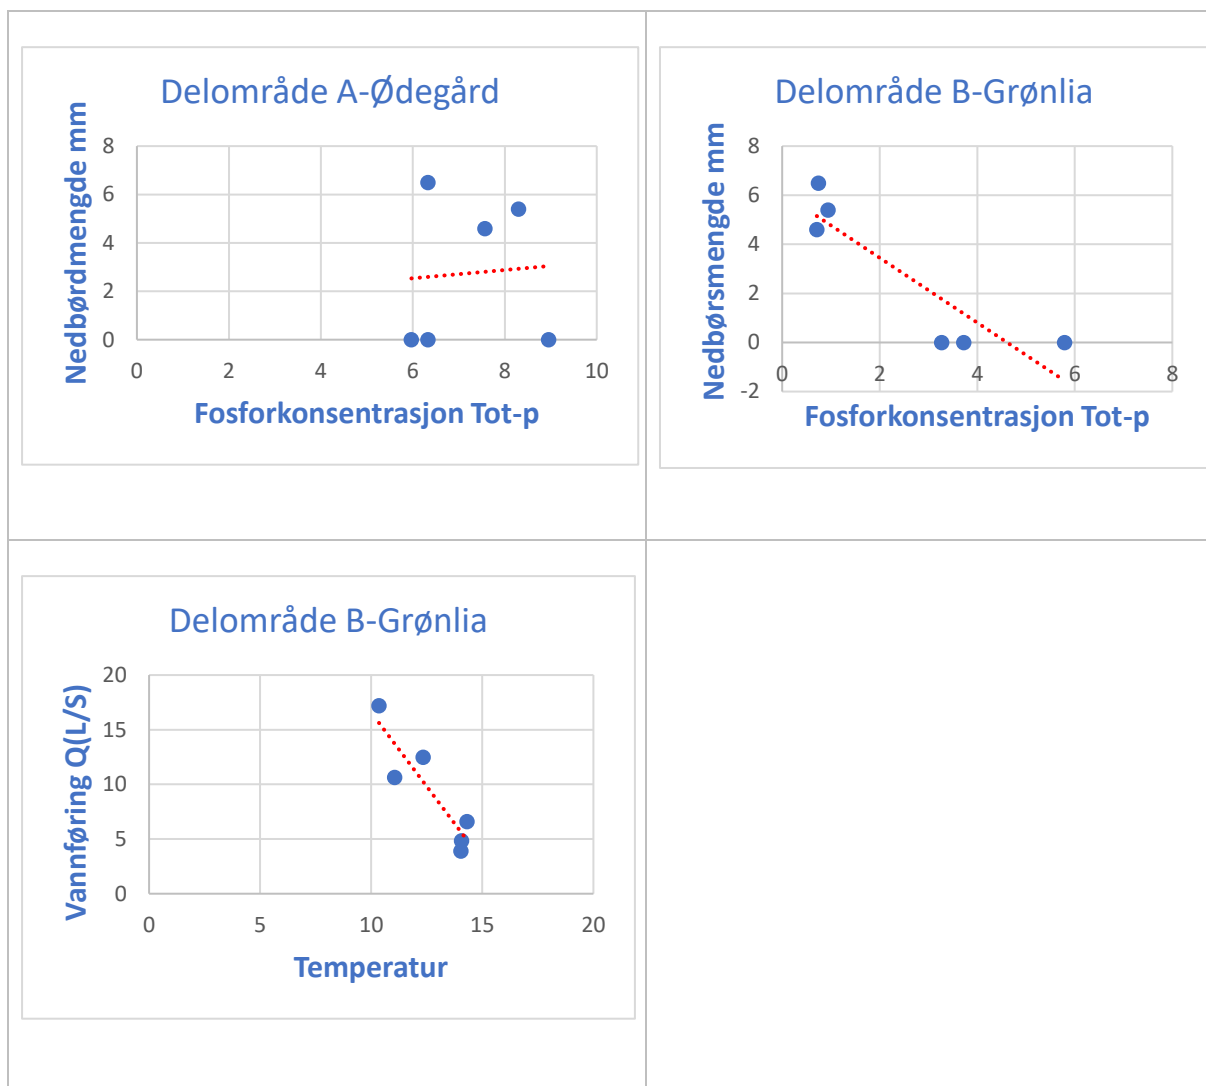 Delområde A-Ødegård
Nedbørdmengde mm
8
6
4
2
0
0 2 4 6 8 10
Fosforkonsentrasjon Tot-p
Delområde B-Grønlia
Nedbørsmengde mm
8
6
4
2
0
-2
0 2 4 6 8
Fosforkonsentrasjon Tot-p
Delområde B-Grønlia
Vannføring Q(L/S)
20
15
10
5
0
0 5 10 15 20
Temperatur